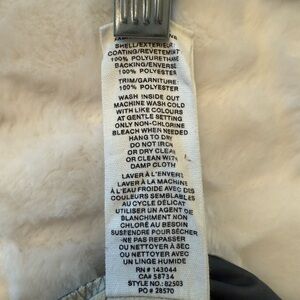 SHELL/EXTERIEUR
COATING/REVETEMENT
100% POLYURETHANE
BACKING/ENVERSE
100% POLYESTER
TRIM/GARNITURE:
100% POLYESTER
WASH INSIDE OUT
MACHINE WASH COLD
WITH LIKE COLOURS
AT GENTLE SETTING
ONLY NON-CHLORINE
BLEACH WHEN NEEDED
HANG TO DRY
DO NOT IRON
OR DRY CLEAN
OR CLEAN WITH
DAMP CLOTH
LAVER À L'ENVERS
LAVER À LA MACHINE
À L'EAU FROIDE AVEC DES
COULEURS SEMBLABLES
AU CYCLE DÉLICAT
UTILISER UN AGENT DE
BLANCHIMENT NON
CHLORÉ AU BESOIN
SUSPENDRE POUR SÉCHER
NE PAS REPASSER
OU NETTOYER À SEC
OU NETTOYER AVEC
UN LINGE HUMIDE
RN# 143044
CA# 58734
STYLE NO.: 82503
PO #: 28570